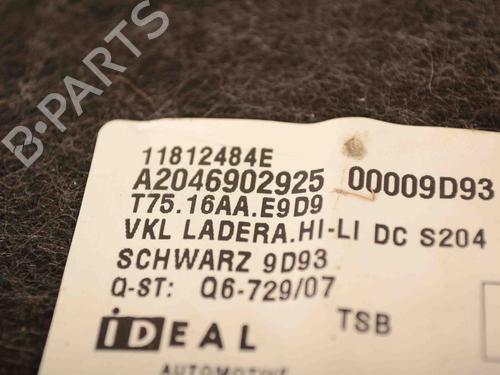 B-PARTS
11812484E
A2046902925 00009D93
T75.16AA.E9D9
VKL LADERA.HI-LI DC S204
SCHWARZ 9D93
Q-ST: Q6-729/07
iDEAL TSB
AUTOMOTIVE